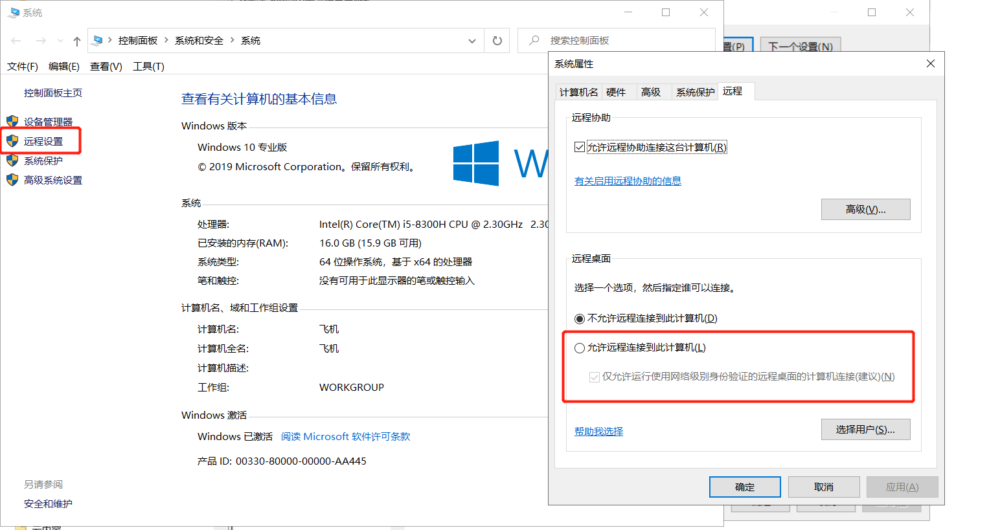 系统
控制面板 系统和安全 系统
搜索控制面板
文件(F) 编辑(E) 查看(V) 工具(T)
控制面板主页
设备管理器
远程设置
系统保护
高级系统设置
另请参阅
安全和维护
查看有关计算机的基本信息
Windows 版本
Windows 10 专业版
© 2019 Microsoft Corporation。保留所有权利。
系统
处理器: Intel(R) Core(TM) i5-8300H CPU @ 2.30GHz 2.30
已安装的内存(RAM): 16.0 GB (15.9 GB 可用)
系统类型: 64 位操作系统，基于 x64 的处理器
笔和触控: 没有可用于此显示器的笔或触控输入
计算机名、域和工作组设置
计算机名: 飞机
计算机全名: 飞机
计算机描述:
工作组: WORKGROUP
Windows 激活
Windows 已激活 阅读 Microsoft 软件许可条款
产品 ID: 00330-80000-00000-AA445
置(P) 下一个设置(N)
系统属性
计算机名 硬件 高级 系统保护 远程
远程协助
允许远程协助连接这台计算机(R)
有关启用远程协助的信息
高级(V)...
远程桌面
选择一个选项，然后指定谁可以连接。
不允许远程连接到此计算机(D)
允许远程连接到此计算机(L)
仅允许运行使用网络级别身份验证的远程桌面的计算机连接(建议)(N)
帮助我选择
选择用户(S)...
确定 取消 应用(A)